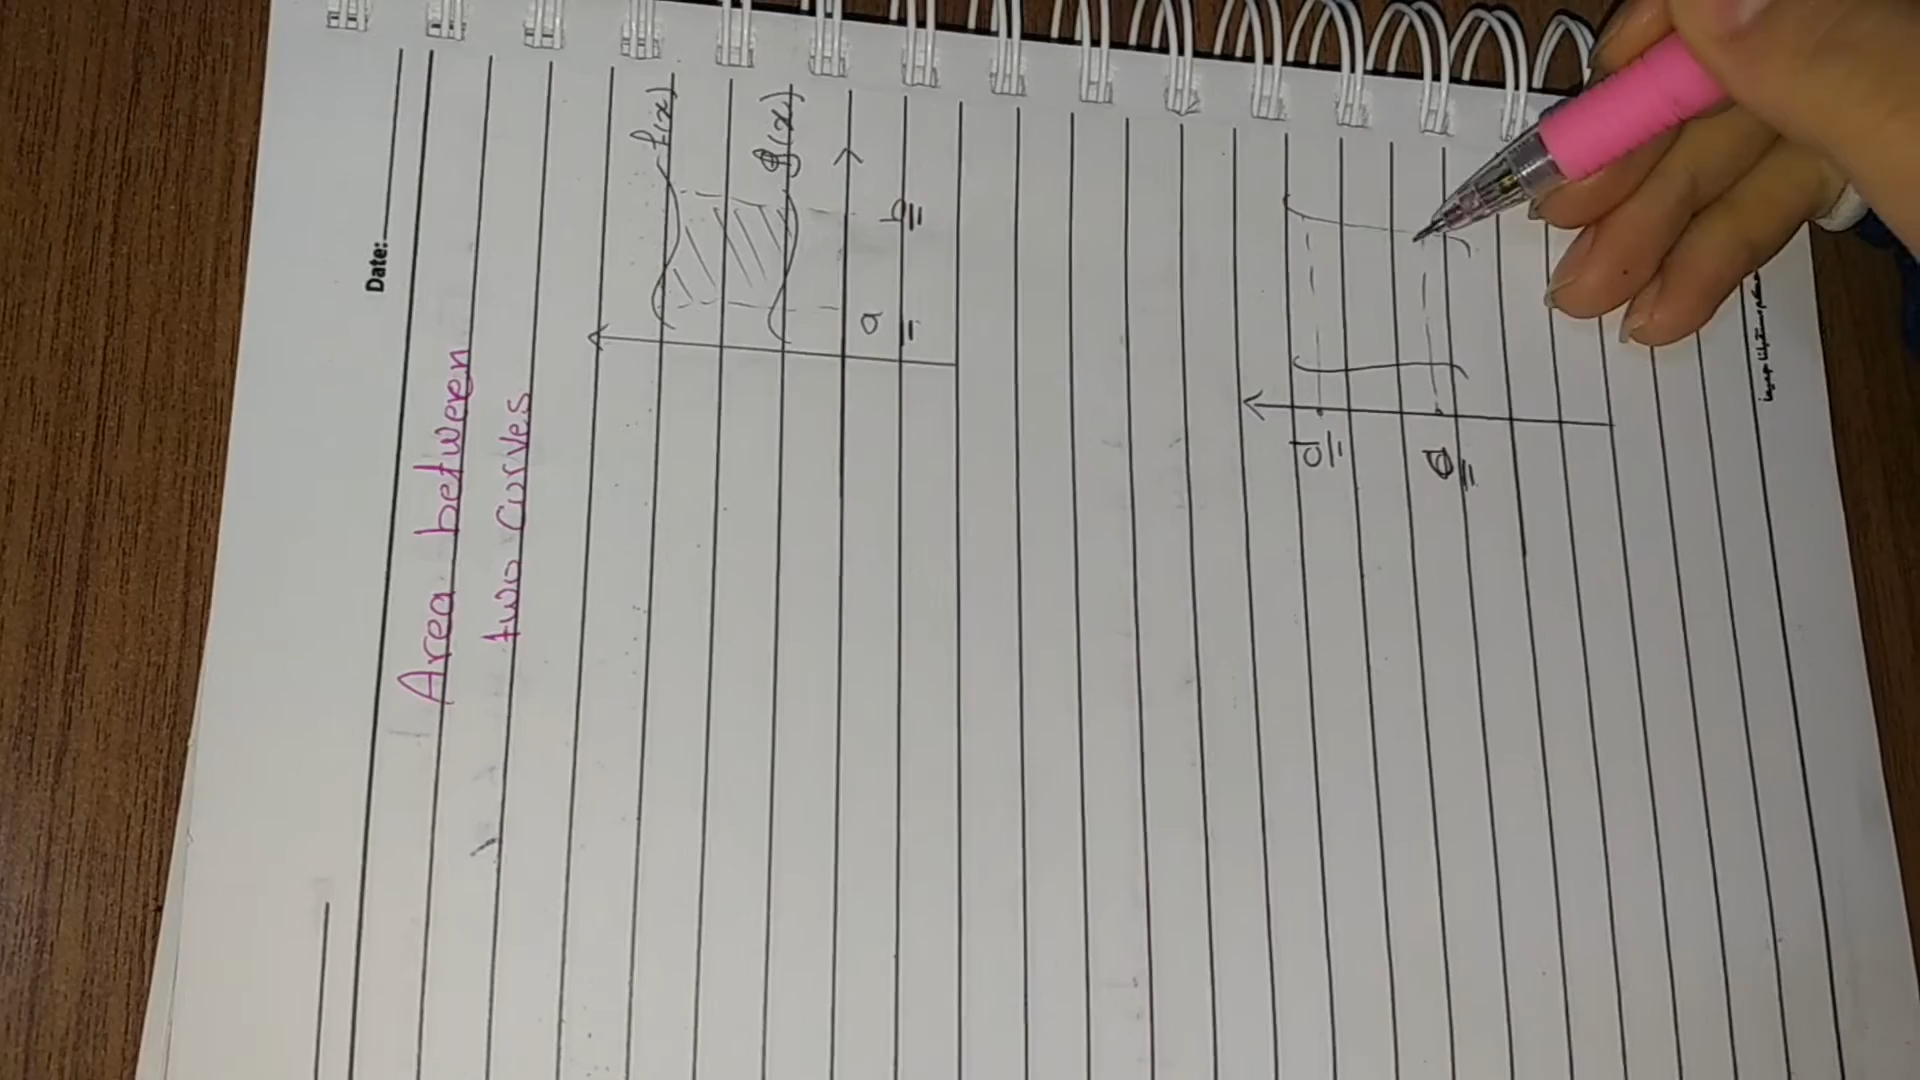 Date:
Area between
two curves
f(x)
g(x)
a b
d